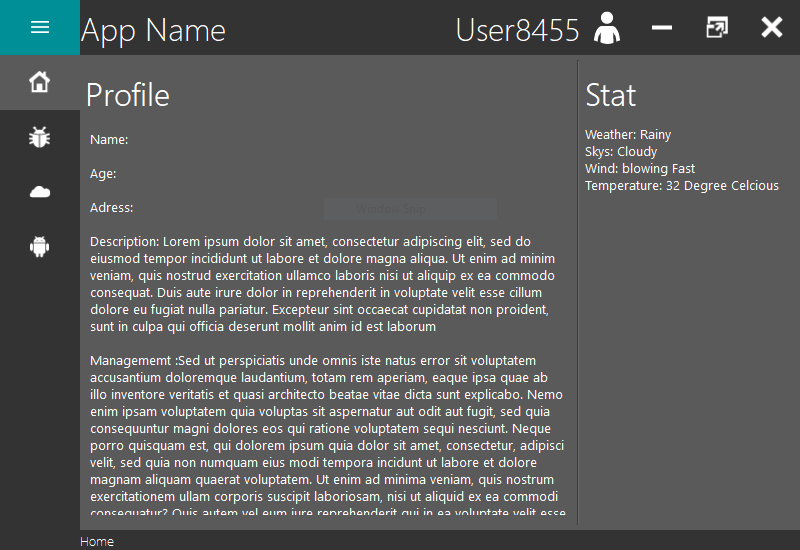 App Name
User8455
Profile
Name:
Age:
Adress:
Description: Lorem ipsum dolor sit amet, consectetur adipiscing elit, sed do
eiusmod tempor incididunt ut labore et dolore magna aliqua. Ut enim ad minim
veniam, quis nostrud exercitation ullamco laboris nisi ut aliquip ex ea commodo
consequat. Duis aute irure dolor in reprehenderit in voluptate velit esse cillum
dolore eu fugiat nulla pariatur. Excepteur sint occaecat cupidatat non proident,
sunt in culpa qui officia deserunt mollit anim id est laborum
Managememt :Sed ut perspiciatis unde omnis iste natus error sit voluptatem
accusantium doloremque laudantium, totam rem aperiam, eaque ipsa quae ab
illo inventore veritatis et quasi architecto beatae vitae dicta sunt explicabo. Nemo
enim ipsam voluptatem quia voluptas sit aspernatur aut odit aut fugit, sed quia
consequuntur magni dolores eos qui ratione voluptatem sequi nesciunt. Neque
porro quisquam est, qui dolorem ipsum quia dolor sit amet, consectetur, adipisci
velit, sed quia non numquam eius modi tempora incidunt ut labore et dolore
magnam aliquam quaerat voluptatem. Ut enim ad minima veniam, quis nostrum
exercitationem ullam corporis suscipit laboriosam, nisi ut aliquid ex ea commodi
consequatur? Quis autem vel eum iure reprehenderit qui in ea voluptate velit esse
Stat
Weather: Rainy
Skys: Cloudy
Wind: blowing Fast
Temperature: 32 Degree Celcious
Home